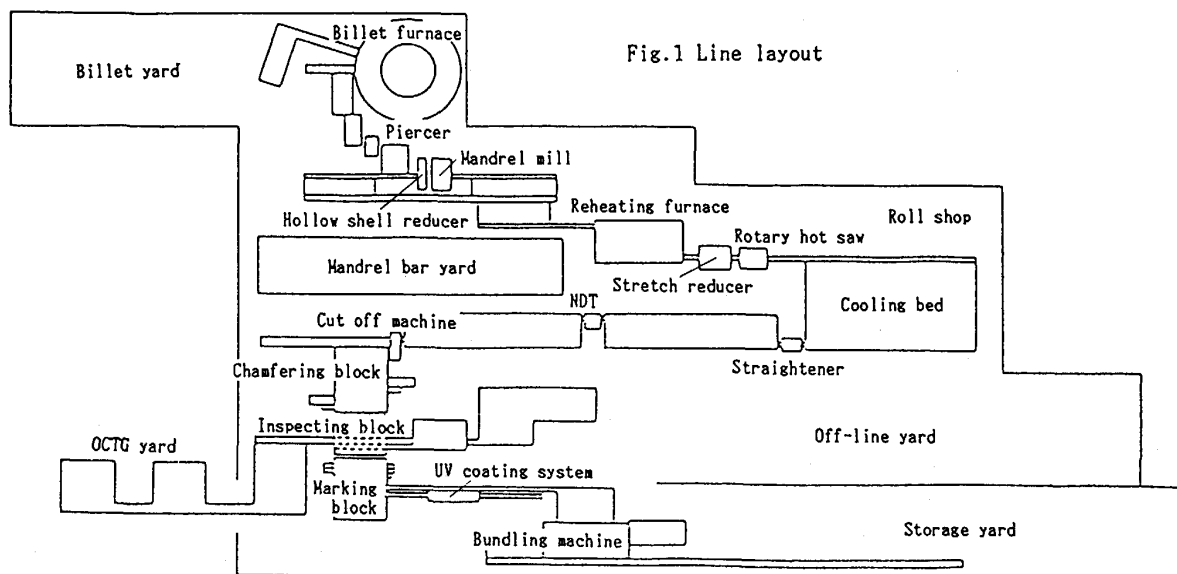 Billet furnace
Fig.1 Line layout
Billet yard
Piercer
Mandrel mill
Hollow shell reducer
Reheating furnace
Roll shop
Rotary hot saw
Mandrel bar yard
Stretch reducer
NDT
Cooling bed
Cut off machine
Straightener
Chamfering block
Inspecting block
OCTG yard
Off-line yard
UV coating system
Marking
block
Storage yard
Bundling machine